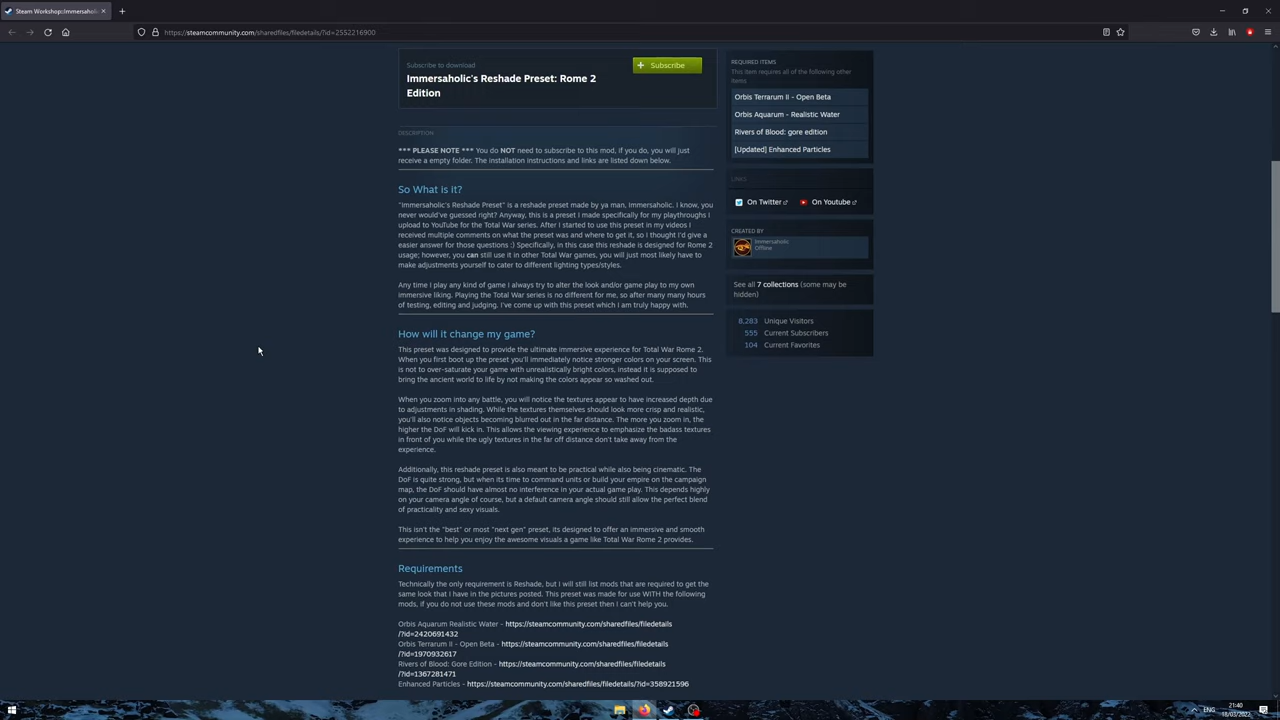 Steam Workshop::Immersaholic
https://steamcommunity.com/sharedfiles/filedetails/?id=2552216900
Subscribe to download
Immersaholic's Reshade Preset: Rome 2
Edition
Subscribe
DESCRIPTION
*** PLEASE NOTE *** You do NOT need to subscribe to this mod, if you do, you will just
receive a empty folder. The installation instructions and links are listed down below.
So What is it?
"Immersaholic's Reshade Preset" is a reshade preset made by ya man, Immersaholic. I know, you
never would've guessed right? Anyway, this is a preset I made specifically for my playthroughs I
upload to YouTube for the Total War series. After I started to use this preset in my videos I
received multiple comments on what the preset was and where to get it, so I thought I'd give a
easier answer for those questions :) Specifically, in this case this reshade is designed for Rome 2
usage; however, you can still use it in other Total War games, you will just most likely have to
make adjustments yourself to cater to different lighting types/styles.
Any time I play any kind of game I always try to alter the look and/or game play to my own
immersive liking. Playing the Total War series is no different for me, so after many many hours
of testing, editing and judging. I've come up with this preset which I am truly happy with.
How will it change my game?
This preset was designed to provide the ultimate immersive experience for Total War Rome 2.
When you first boot up the preset you'll immediately notice stronger colors on your screen. This
is not to over-saturate your game with unrealistically bright colors, instead it is supposed to
bring the ancient world to life by not making the colors appear so washed out.
When you zoom into any battle, you will notice the textures appear to have increased depth due
to adjustments in shading. While the textures themselves should look more crisp and realistic,
you'll also notice objects becoming blurred out in the far distance. The more you zoom in, the
higher the DoF will kick in. This allows the viewing experience to emphasize the badass textures
in front of you while the ugly textures in the far off distance don't take away from the
experience.
Additionally, this reshade preset is also meant to be practical while also being cinematic. The
DoF is quite strong, but when its time to command units or build your empire on the campaign
map, the DoF should have almost no interference in your actual game play. This depends highly
on your camera angle of course, but a default camera angle should still allow the perfect blend
of practicality and sexy visuals.
This isn't the "best" or most "next gen" preset, its designed to offer an immersive and smooth
experience to help you enjoy the awesome visuals a game like Total War Rome 2 provides.
Requirements
Technically the only requirement is Reshade, but I will still list mods that are required to get the
same look that I have in the pictures posted. This preset was made for use WITH the following
mods, if you do not use these mods and don't like this preset then I can't help you.
Orbis Aquarum Realistic Water - https://steamcommunity.com/sharedfiles/filedetails
/?id=2420691432
Orbis Terrarum II - Open Beta - https://steamcommunity.com/sharedfiles/filedetails
/?id=1970932617
Rivers of Blood: Gore Edition - https://steamcommunity.com/sharedfiles/filedetails
/?id=1367281471
Enhanced Particles - https://steamcommunity.com/sharedfiles/filedetails/?id=358921596
REQUIRED ITEMS
This item requires all of the following other
items
Orbis Terrarum II - Open Beta
Orbis Aquarum - Realistic Water
Rivers of Blood: gore edition
[Updated] Enhanced Particles
LINKS
On Twitter
On Youtube
CREATED BY
Immersaholic
Offline
See all 7 collections (some may be
hidden)
8,283 Unique Visitors
555 Current Subscribers
104 Current Favorites
ENG
21:40
18/03/2022